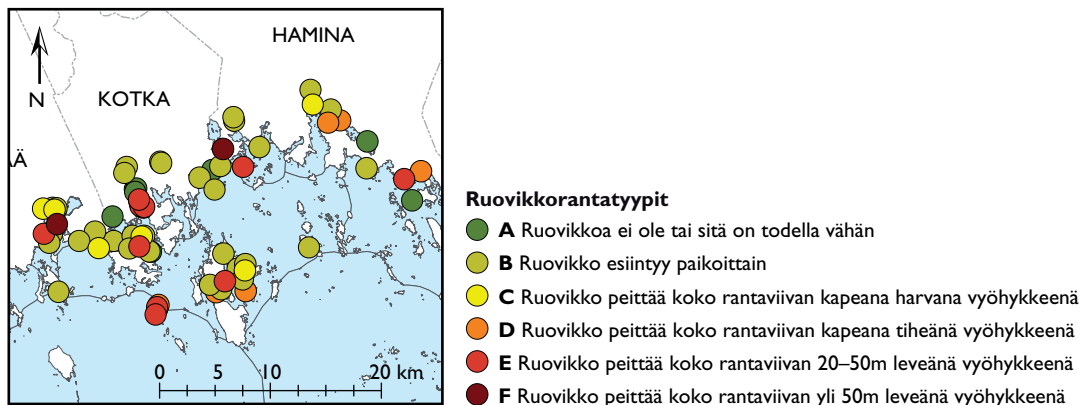 HAMINA
KOTKA
N
Ä
0 5 10 20 km
Ruovikkorantatyypit
A Ruovikkoa ei ole tai sitä on todella vähän
B Ruovikko esiintyy paikoittain
C Ruovikko peittää koko rantaviivan kapeana harvana vyöhykkeenä
D Ruovikko peittää koko rantaviivan kapeana tiheänä vyöhykkeenä
E Ruovikko peittää koko rantaviivan 20–50m leveänä vyöhykkeenä
F Ruovikko peittää koko rantaviivan yli 50m leveänä vyöhykkeenä